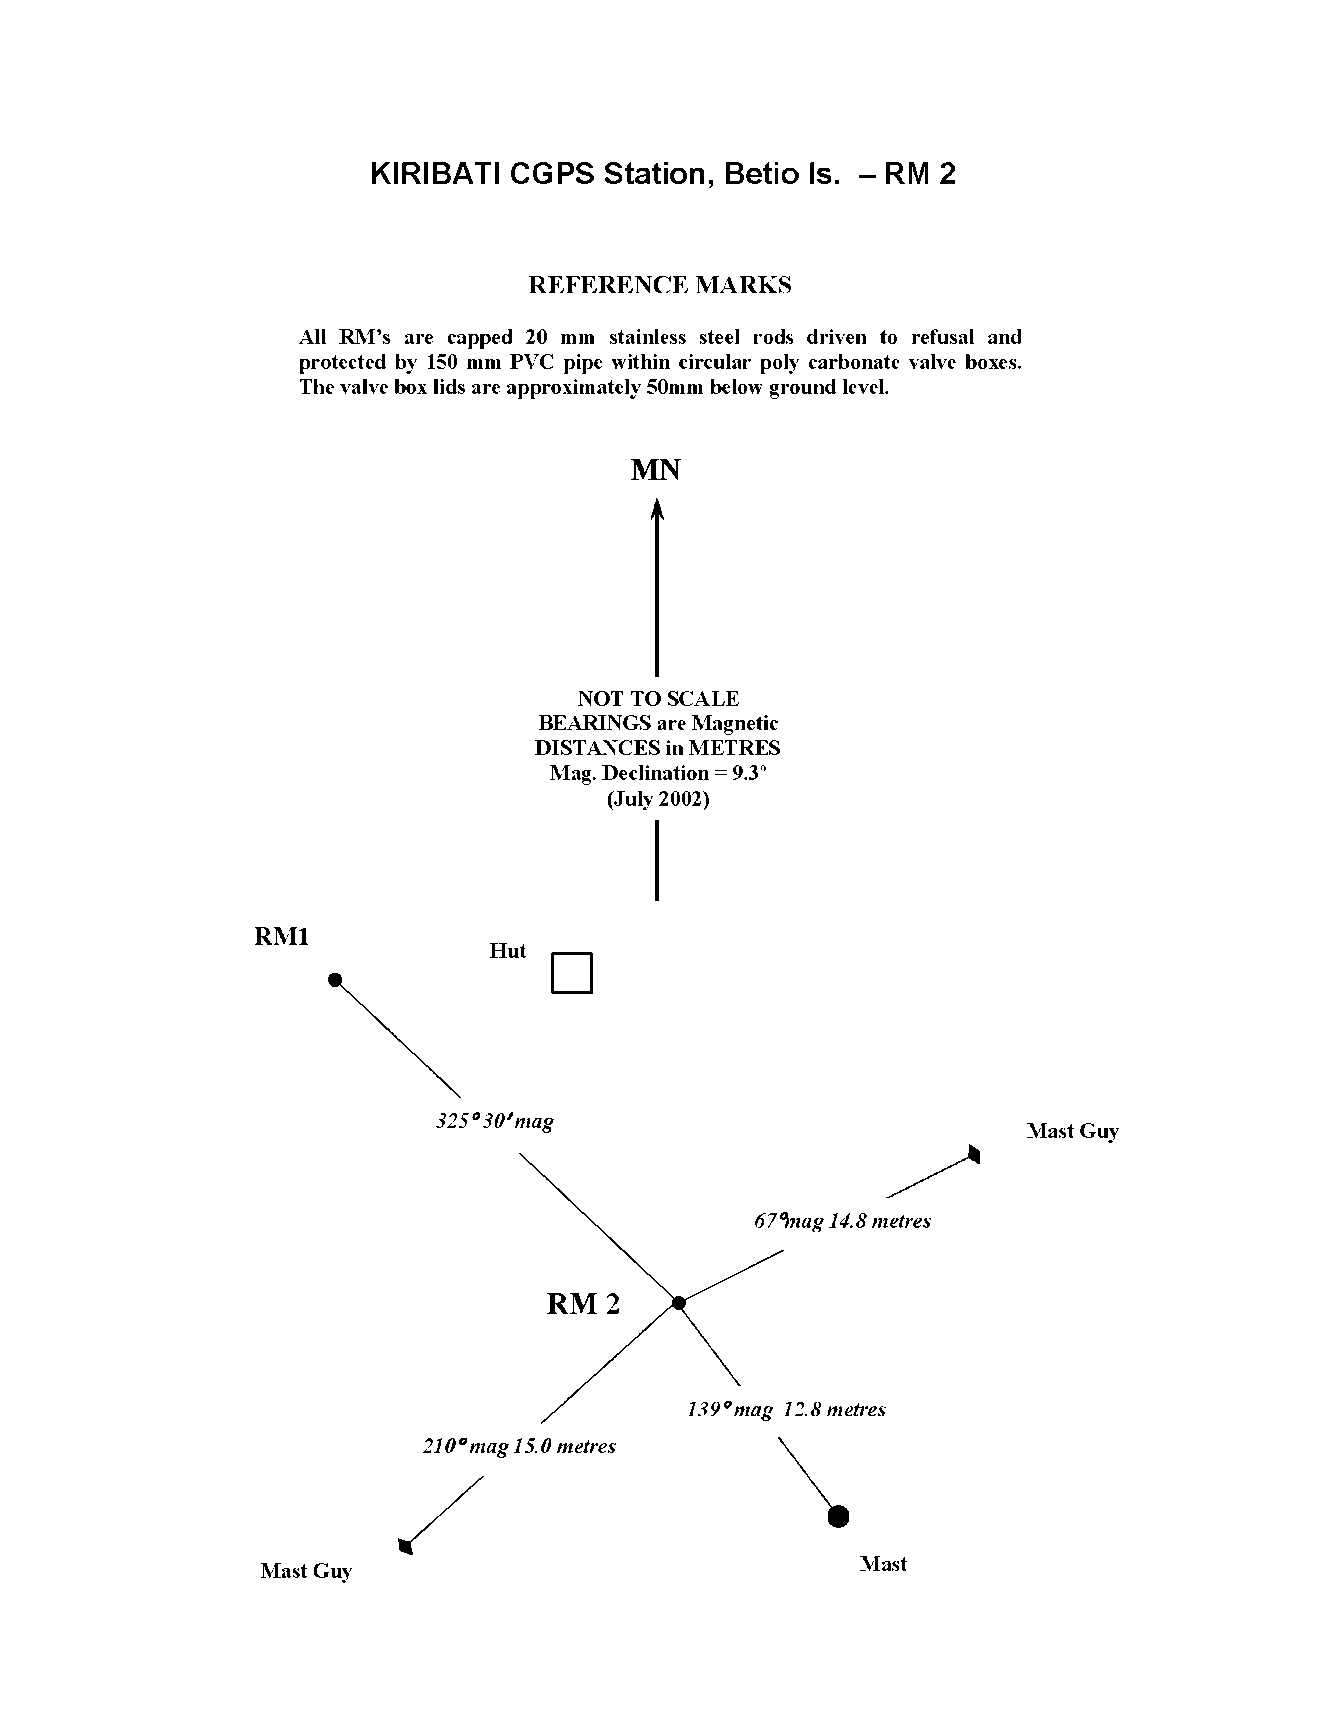 KIRIBATI CGPS Station, Betio Is. – RM 2
REFERENCE MARKS
All RM's are capped 20 mm stainless steel rods driven to refusal and
protected by 150 mm PVC pipe within circular poly carbonate valve boxes.
The valve box lids are approximately 50mm below ground level.
MN
NOT TO SCALE
BEARINGS are Magnetic
DISTANCES in METRES
Mag. Declination = 9.3°
(July 2002)
RM1
Hut
325° 30' mag
Mast Guy
67° mag 14.8 metres
RM 2
139° mag 12.8 metres
210° mag 15.0 metres
Mast
Mast Guy